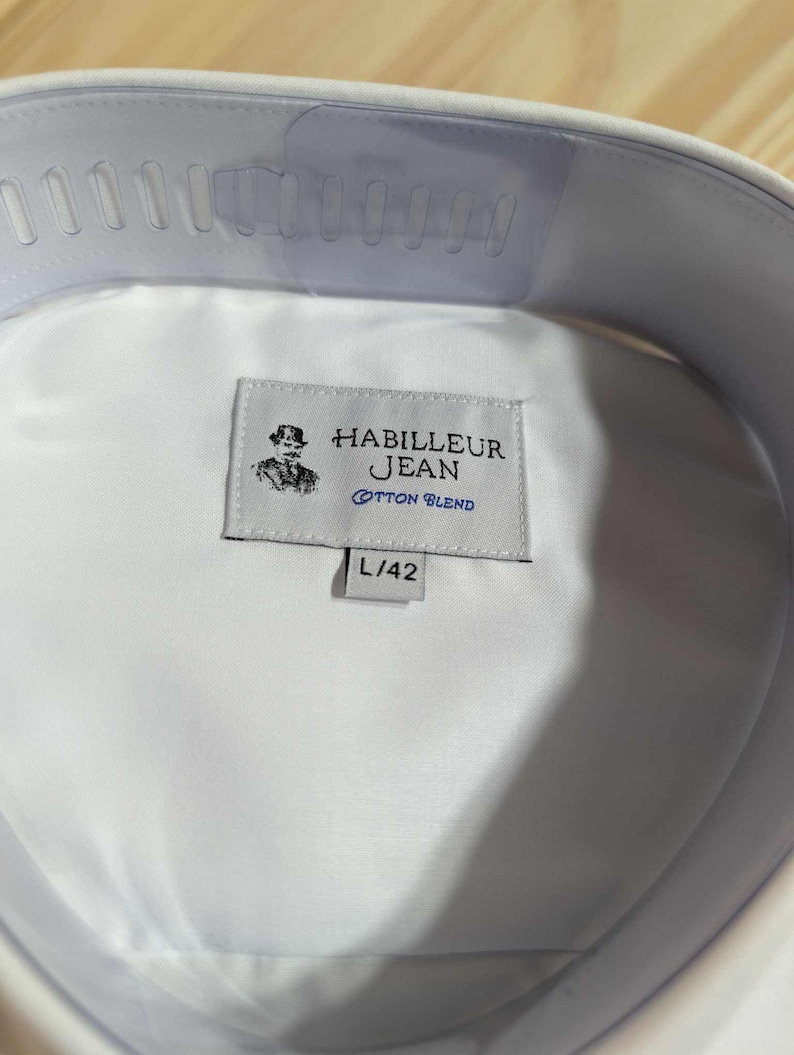 HABILLEUR
JEAN
COTTON BLEND
L/42